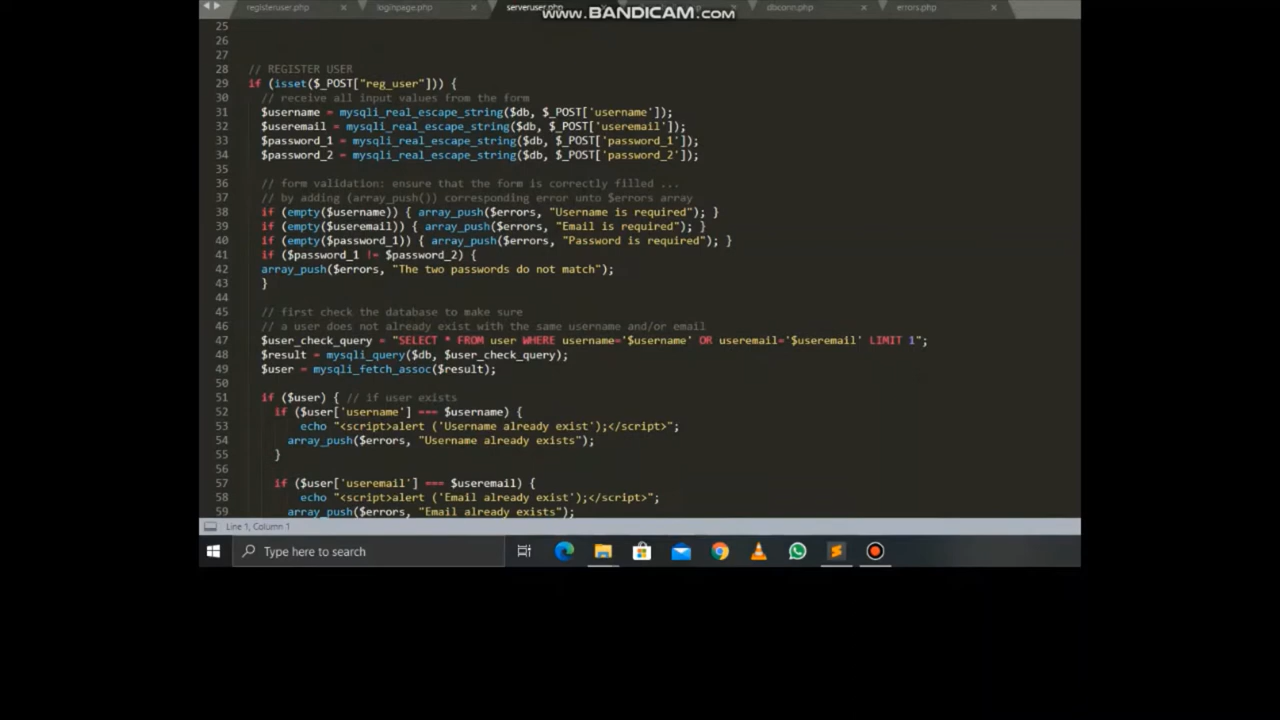 registeruser.php loginpage.php serveruser.php dbconn.php errors.php
www.BANDICAM.com
25
26
27
28 // REGISTER USER
29 if (isset($_POST["reg_user"])) {
30 // receive all input values from the form
31 $username = mysqli_real_escape_string($db, $_POST['username']);
32 $useremail = mysqli_real_escape_string($db, $_POST['useremail']);
33 $password_1 = mysqli_real_escape_string($db, $_POST['password_1']);
34 $password_2 = mysqli_real_escape_string($db, $_POST['password_2']);
35
36 // form validation: ensure that the form is correctly filled ...
37 // by adding (array_push()) corresponding error unto $errors array
38 if (empty($username)) { array_push($errors, "Username is required"); }
39 if (empty($useremail)) { array_push($errors, "Email is required"); }
40 if (empty($password_1)) { array_push($errors, "Password is required"); }
41 if ($password_1 != $password_2) {
42 array_push($errors, "The two passwords do not match");
43 }
44
45 // first check the database to make sure
46 // a user does not already exist with the same username and/or email
47 $user_check_query = "SELECT * FROM user WHERE username='$username' OR useremail='$useremail' LIMIT 1";
48 $result = mysqli_query($db, $user_check_query);
49 $user = mysqli_fetch_assoc($result);
50
51 if ($user) { // if user exists
52 if ($user['username'] === $username) {
53 echo "<script>alert ('Username already exist');</script>";
54 array_push($errors, "Username already exists");
55 }
56
57 if ($user['useremail'] === $useremail) {
58 echo "<script>alert ('Email already exist');</script>";
59 array_push($errors, "Email already exists");
Line 1, Column 1
Type here to search